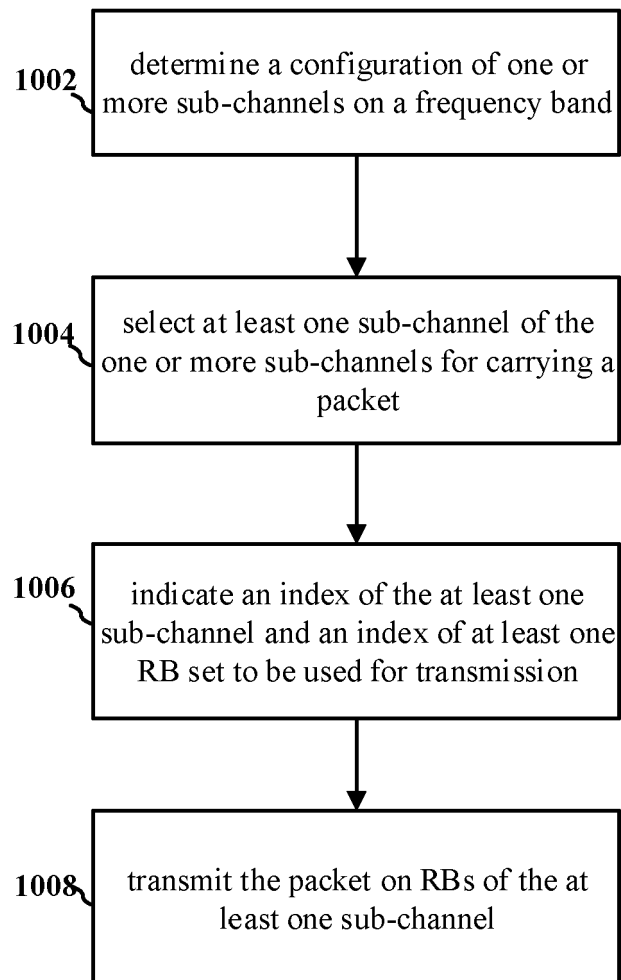 1002
determine a configuration of one or
more sub-channels on a frequency band
1004
select at least one sub-channel of the
one or more sub-channels for carrying a
packet
1006
indicate an index of the at least one
sub-channel and an index of at least one
RB set to be used for transmission
1008
transmit the packet on RBs of the at
least one sub-channel